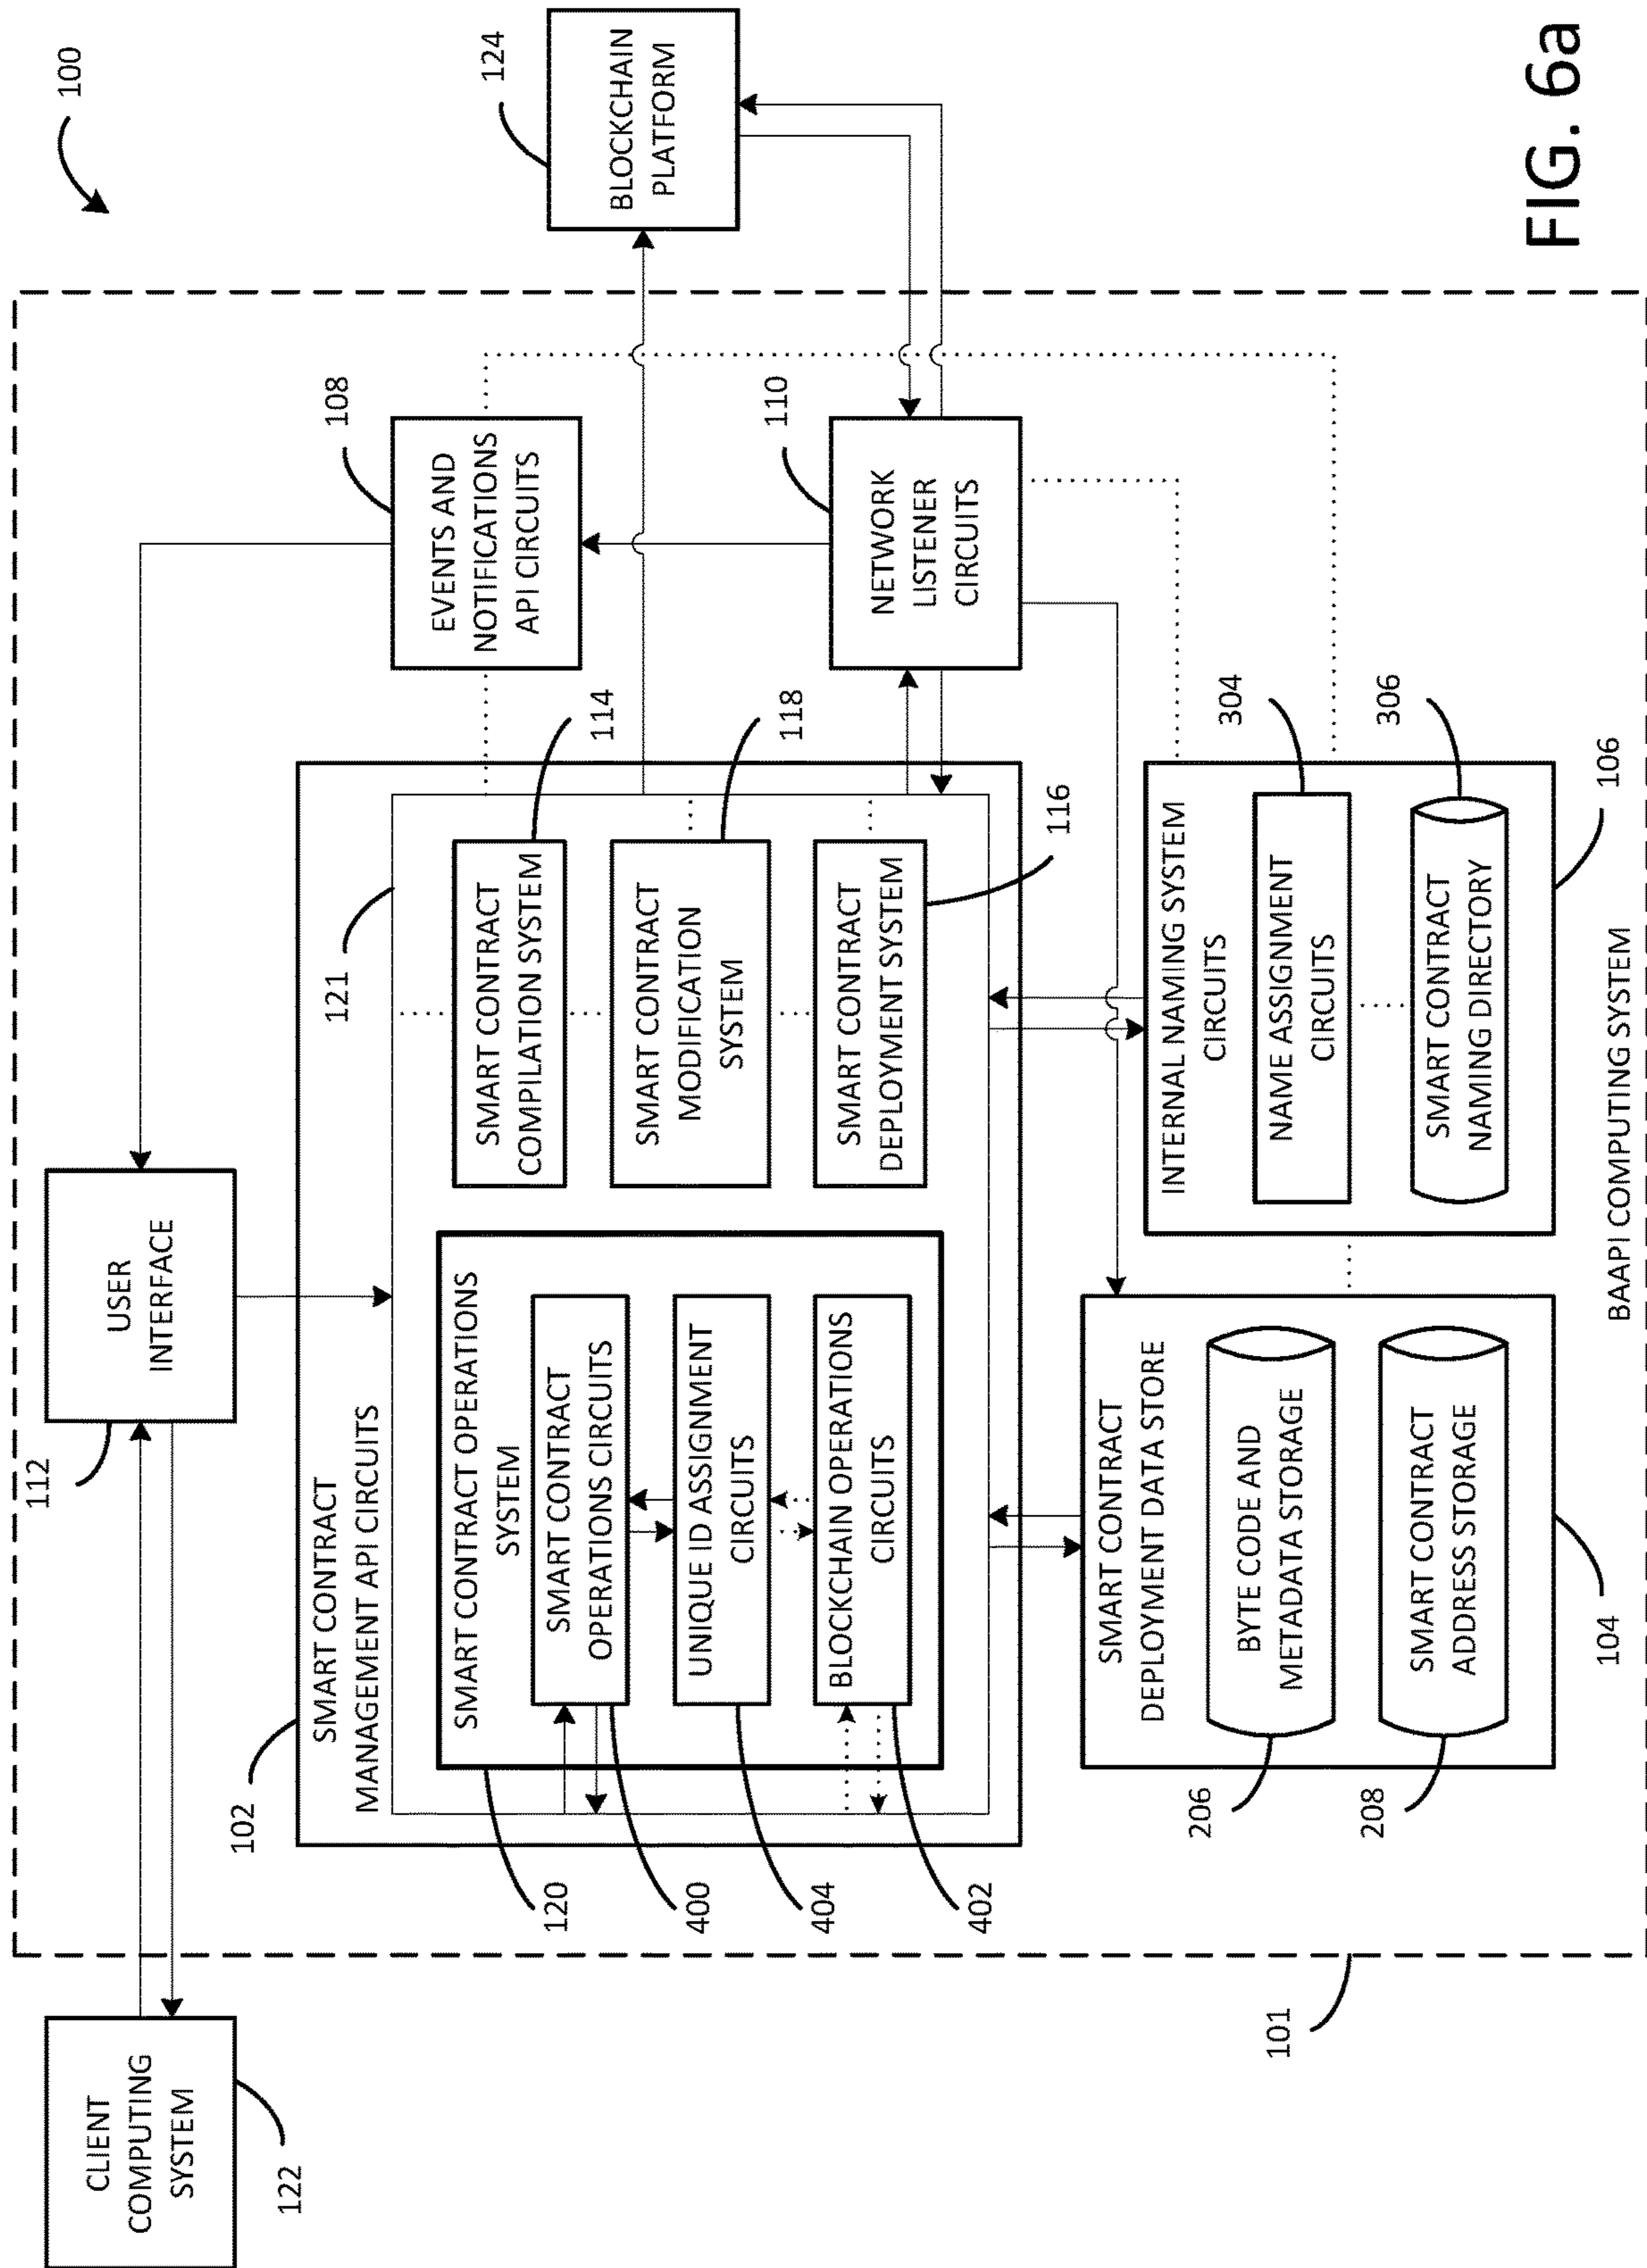 100
CLIENT
COMPUTING
SYSTEM
122
USER
INTERFACE
112
EVENTS AND
NOTIFICATIONS
API CIRCUITS
108
BLOCKCHAIN
PLATFORM
124
102
SMART CONTRACT
MANAGEMENT API CIRCUITS
121
SMART CONTRACT OPERATIONS
SYSTEM
120
SMART CONTRACT
OPERATIONS CIRCUITS
400
UNIQUE ID ASSIGNMENT
CIRCUITS
404
BLOCKCHAIN OPERATIONS
CIRCUITS
402
SMART CONTRACT
COMPILATION SYSTEM
114
SMART CONTRACT
MODIFICATION
SYSTEM
118
SMART CONTRACT
DEPLOYMENT SYSTEM
116
NETWORK
LISTENER
CIRCUITS
110
SMART CONTRACT
DEPLOYMENT DATA STORE
BYTE CODE AND
METADATA STORAGE
206
SMART CONTRACT
ADDRESS STORAGE
208
104
INTERNAL NAMING SYSTEM
CIRCUITS
NAME ASSIGNMENT
CIRCUITS
304
SMART CONTRACT
NAMING DIRECTORY
306
106
101
BAAPI COMPUTING SYSTEM
FIG. 6a